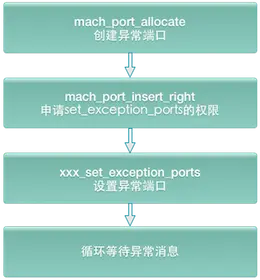 mach_port_allocate
创建异常端口
mach_port_insert_right
申请set_exception_ports的权限
xxx_set_exception_ports
设置异常端口
循环等待异常消息